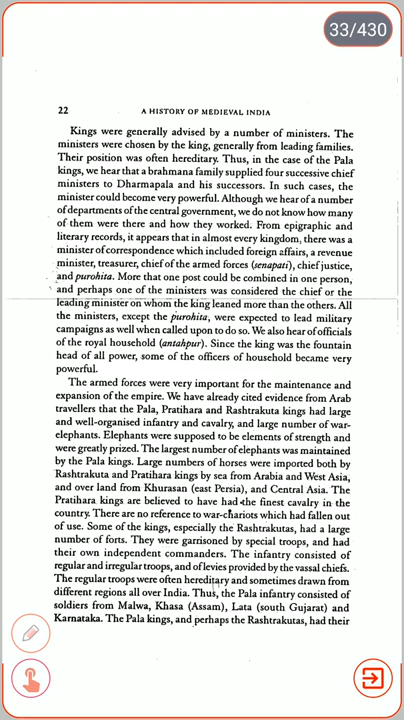 33/430
22 A HISTORY OF MEDIEVAL INDIA
Kings were generally advised by a number of ministers. The
ministers were chosen by the king, generally from leading families.
Their position was often hereditary. Thus, in the case of the Pala
kings, we hear that a brahmana family supplied four successive chief
ministers to Dharmapala and his successors. In such cases, the
minister could become very powerful. Although we hear of a number
of departments of the central government, we do not know how many
of them were there and how they worked. From epigraphic and
literary records, it appears that in almost every kingdom, there was a
minister of correspondence which included foreign affairs, a revenue
minister, treasurer, chief of the armed forces (senapati), chief justice,
and purohita. More that one post could be combined in one person,
and perhaps one of the ministers was considered the chief or the
leading minister on whom the king leaned more than the others. All
the ministers, except the purohita, were expected to lead military
campaigns as well when called upon to do so. We also hear of officials
of the royal household (antahpur). Since the king was the fountain
head of all power, some of the officers of household became very
powerful.
The armed forces were very important for the maintenance and
expansion of the empire. We have already cited evidence from Arab
travellers that the Pala, Pratihara and Rashtrakuta kings had large
and well-organised infantry and cavalry, and large number of war-
elephants. Elephants were supposed to be elements of strength and
were greatly prized. The largest number of elephants was maintained
by the Pala kings. Large numbers of horses were imported both by
Rashtrakuta and Pratihara kings by sea from Arabia and West Asia,
and over land from Khurasan (east Persia), and Central Asia. The
Pratihara kings are believed to have had the finest cavalry in the
country. There are no reference to war-chariots which had fallen out
of use. Some of the kings, especially the Rashtrakutas, had a large
number of forts. They were garrisoned by special troops, and had
their own independent commanders. The infantry consisted of
regular and irregular troops, and of levies provided by the vassal chiefs.
The regular troops were often hereditary and sometimes drawn from
different regions all over India. Thus, the Pala infantry consisted of
soldiers from Malwa, Khasa (Assam), Lata (south Gujarat) and
Karnataka. The Pala kings, and perhaps the Rashtrakutas, had their